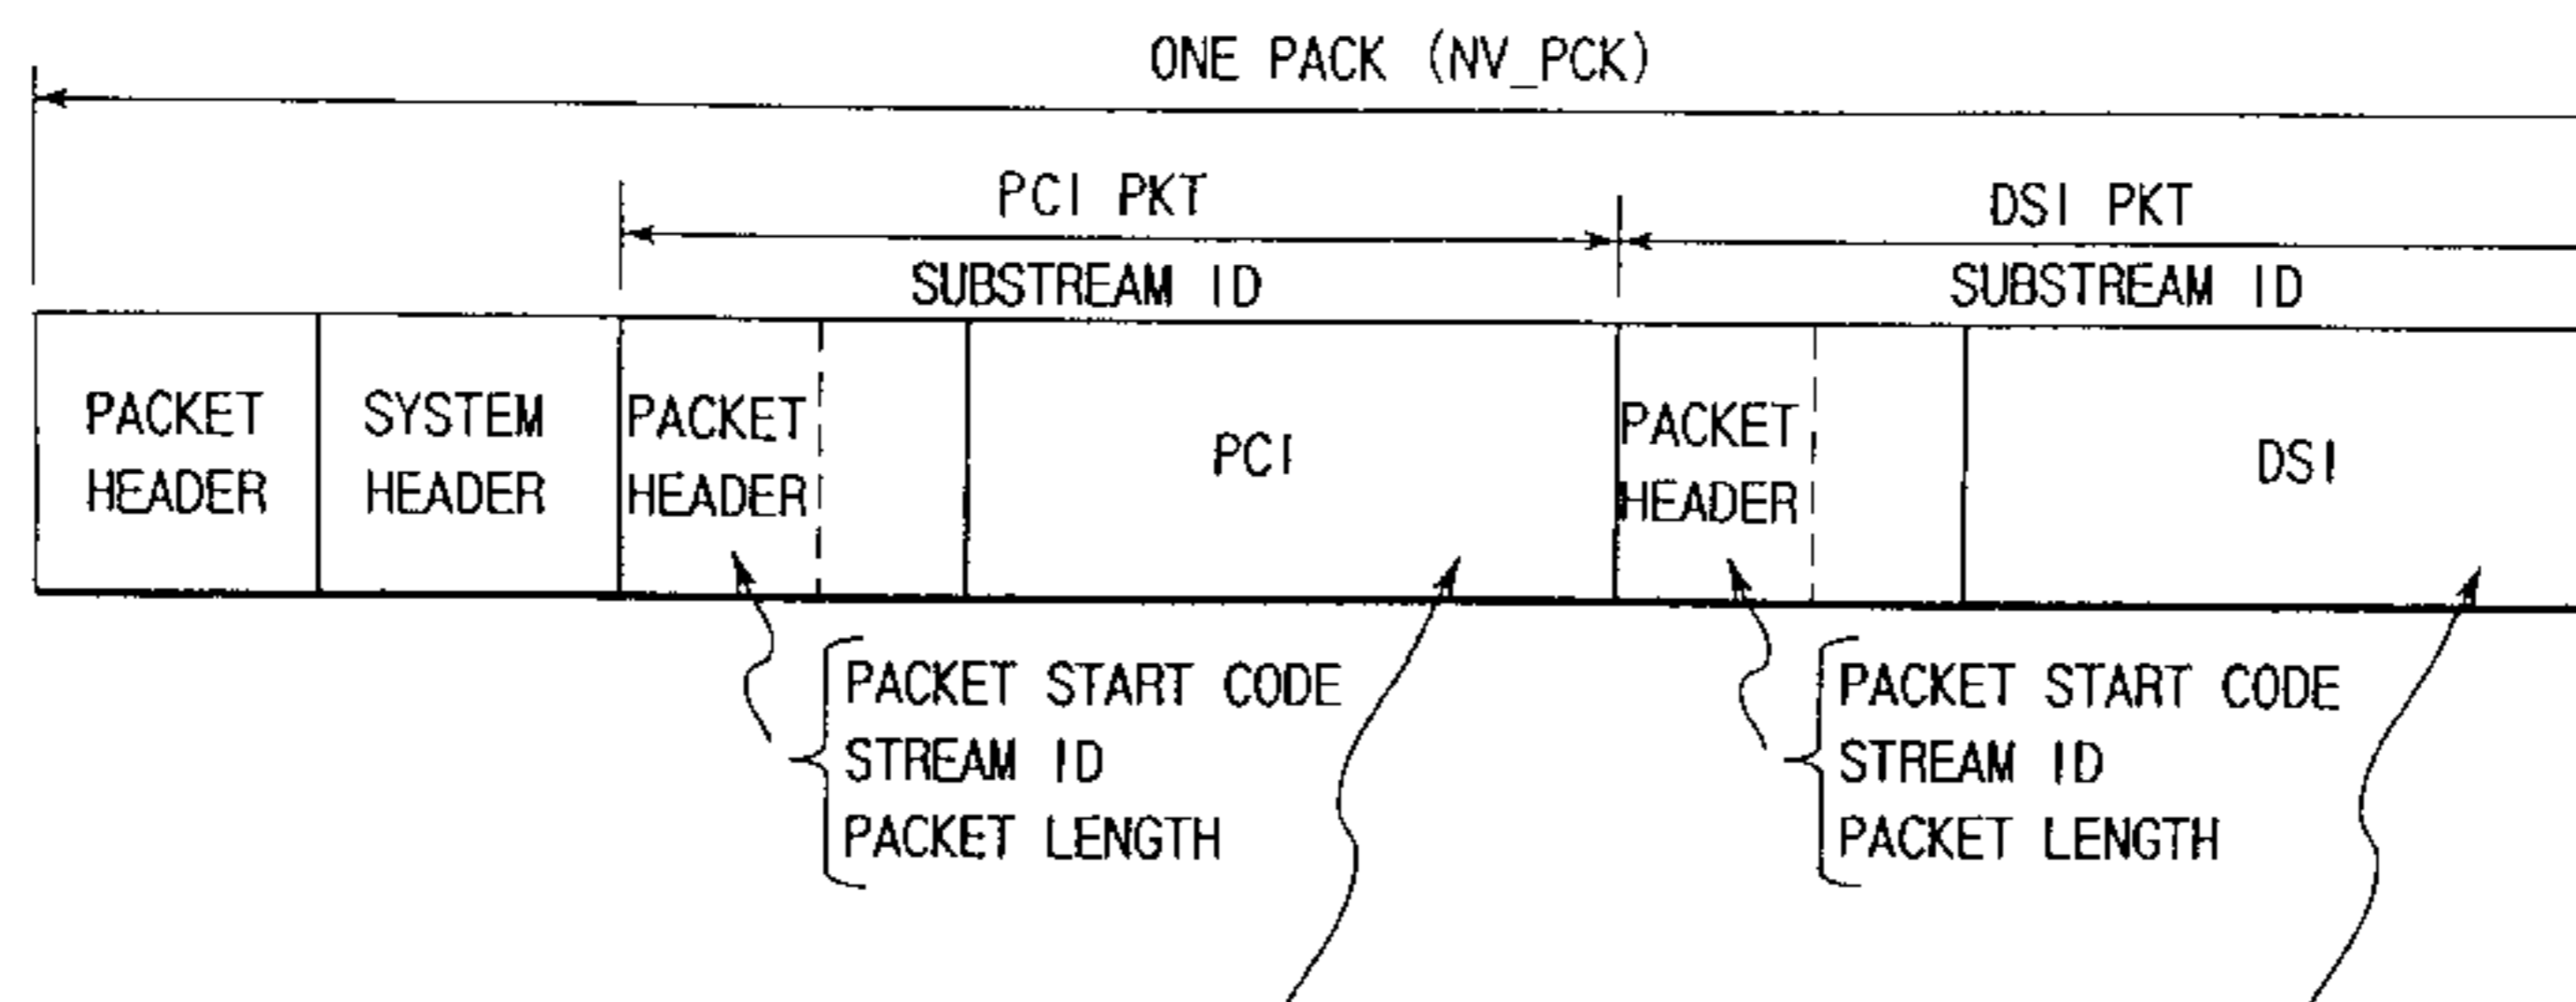 ONE PACK (NV_PCK)
PCI PKT
DSI PKT
SUBSTREAM ID
SUBSTREAM ID
PACKET
HEADER
SYSTEM
HEADER
PACKET
HEADER
PCI
PACKET
HEADER
DSI
PACKET START CODE
STREAM ID
PACKET LENGTH
PACKET START CODE
STREAM ID
PACKET LENGTH